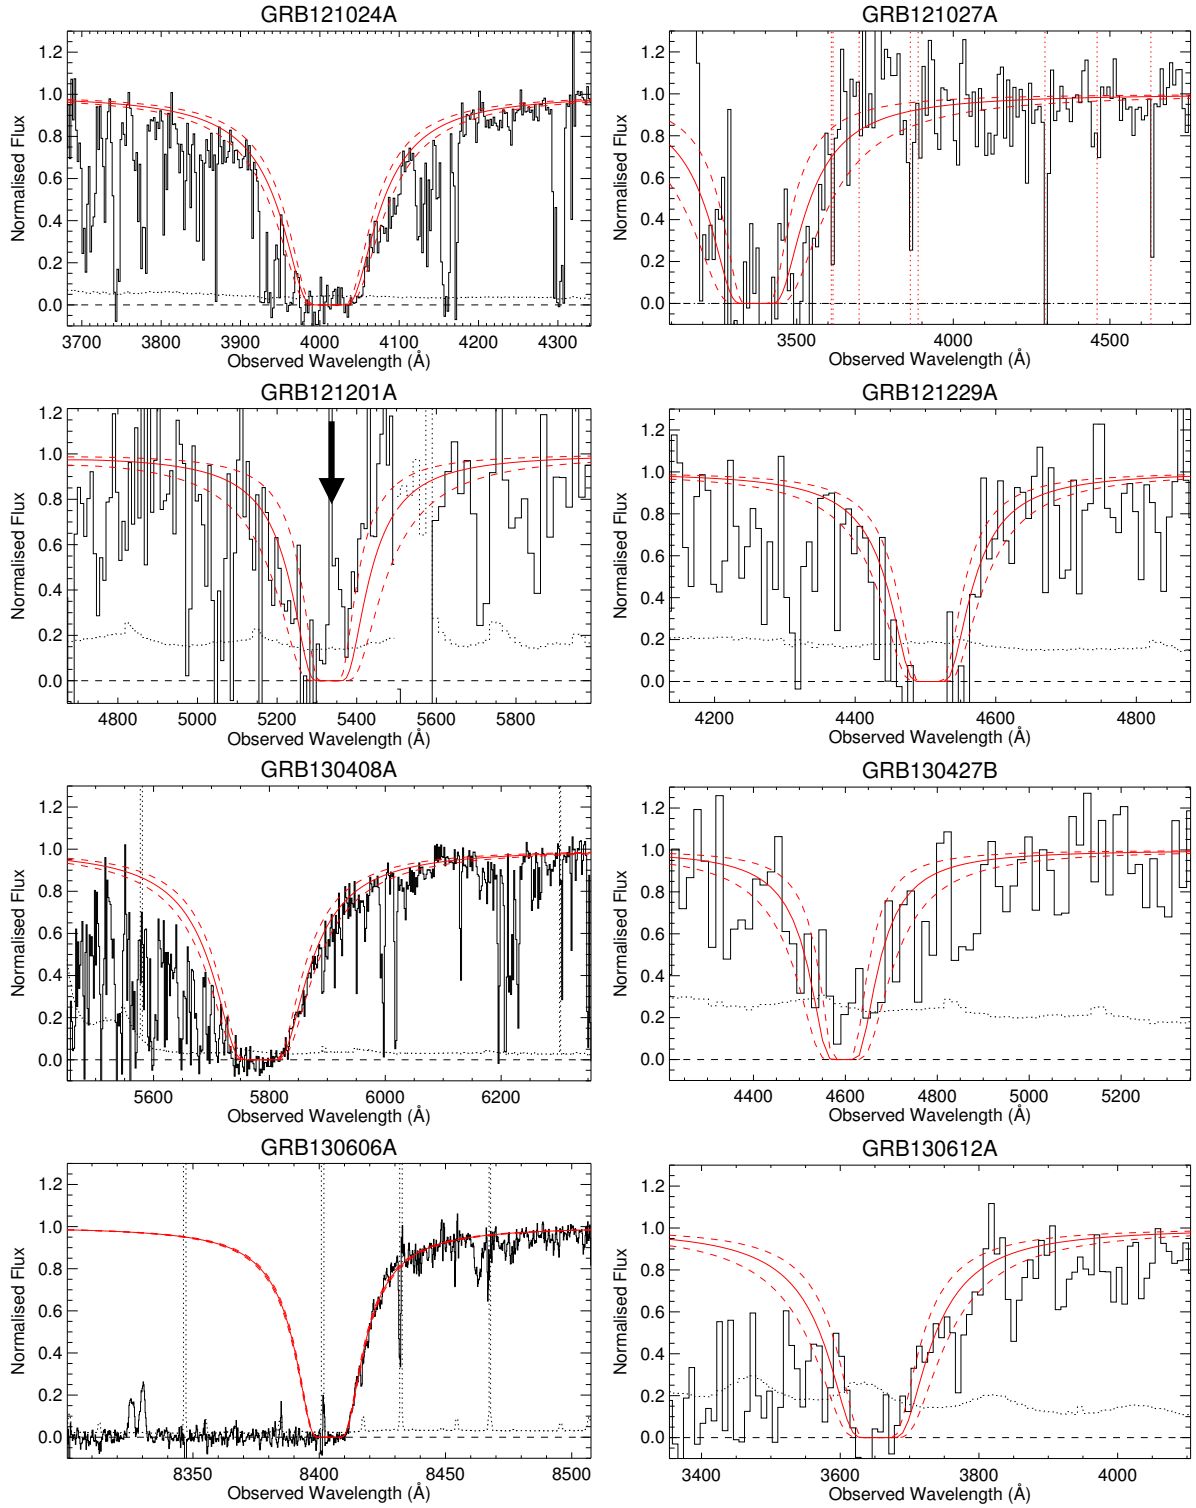 GRB121024A
1.2
1.0
0.8
0.6
0.4
0.2
0.0
Normalised Flux
3700 3800 3900 4000 4100 4200 4300
Observed Wavelength (Å)
GRB121027A
1.2
1.0
0.8
0.6
0.4
0.2
0.0
Normalised Flux
3500 4000 4500
Observed Wavelength (Å)
GRB121201A
1.2
1.0
0.8
0.6
0.4
0.2
0.0
Normalised Flux
4800 5000 5200 5400 5600 5800
Observed Wavelength (Å)
GRB121229A
1.2
1.0
0.8
0.6
0.4
0.2
0.0
Normalised Flux
4200 4400 4600 4800
Observed Wavelength (Å)
GRB130408A
1.2
1.0
0.8
0.6
0.4
0.2
0.0
Normalised Flux
5600 5800 6000 6200
Observed Wavelength (Å)
GRB130427B
1.2
1.0
0.8
0.6
0.4
0.2
0.0
Normalised Flux
4400 4600 4800 5000 5200
Observed Wavelength (Å)
GRB130606A
1.2
1.0
0.8
0.6
0.4
0.2
0.0
Normalised Flux
8350 8400 8450 8500
Observed Wavelength (Å)
GRB130612A
1.2
1.0
0.8
0.6
0.4
0.2
0.0
Normalised Flux
3400 3600 3800 4000
Observed Wavelength (Å)